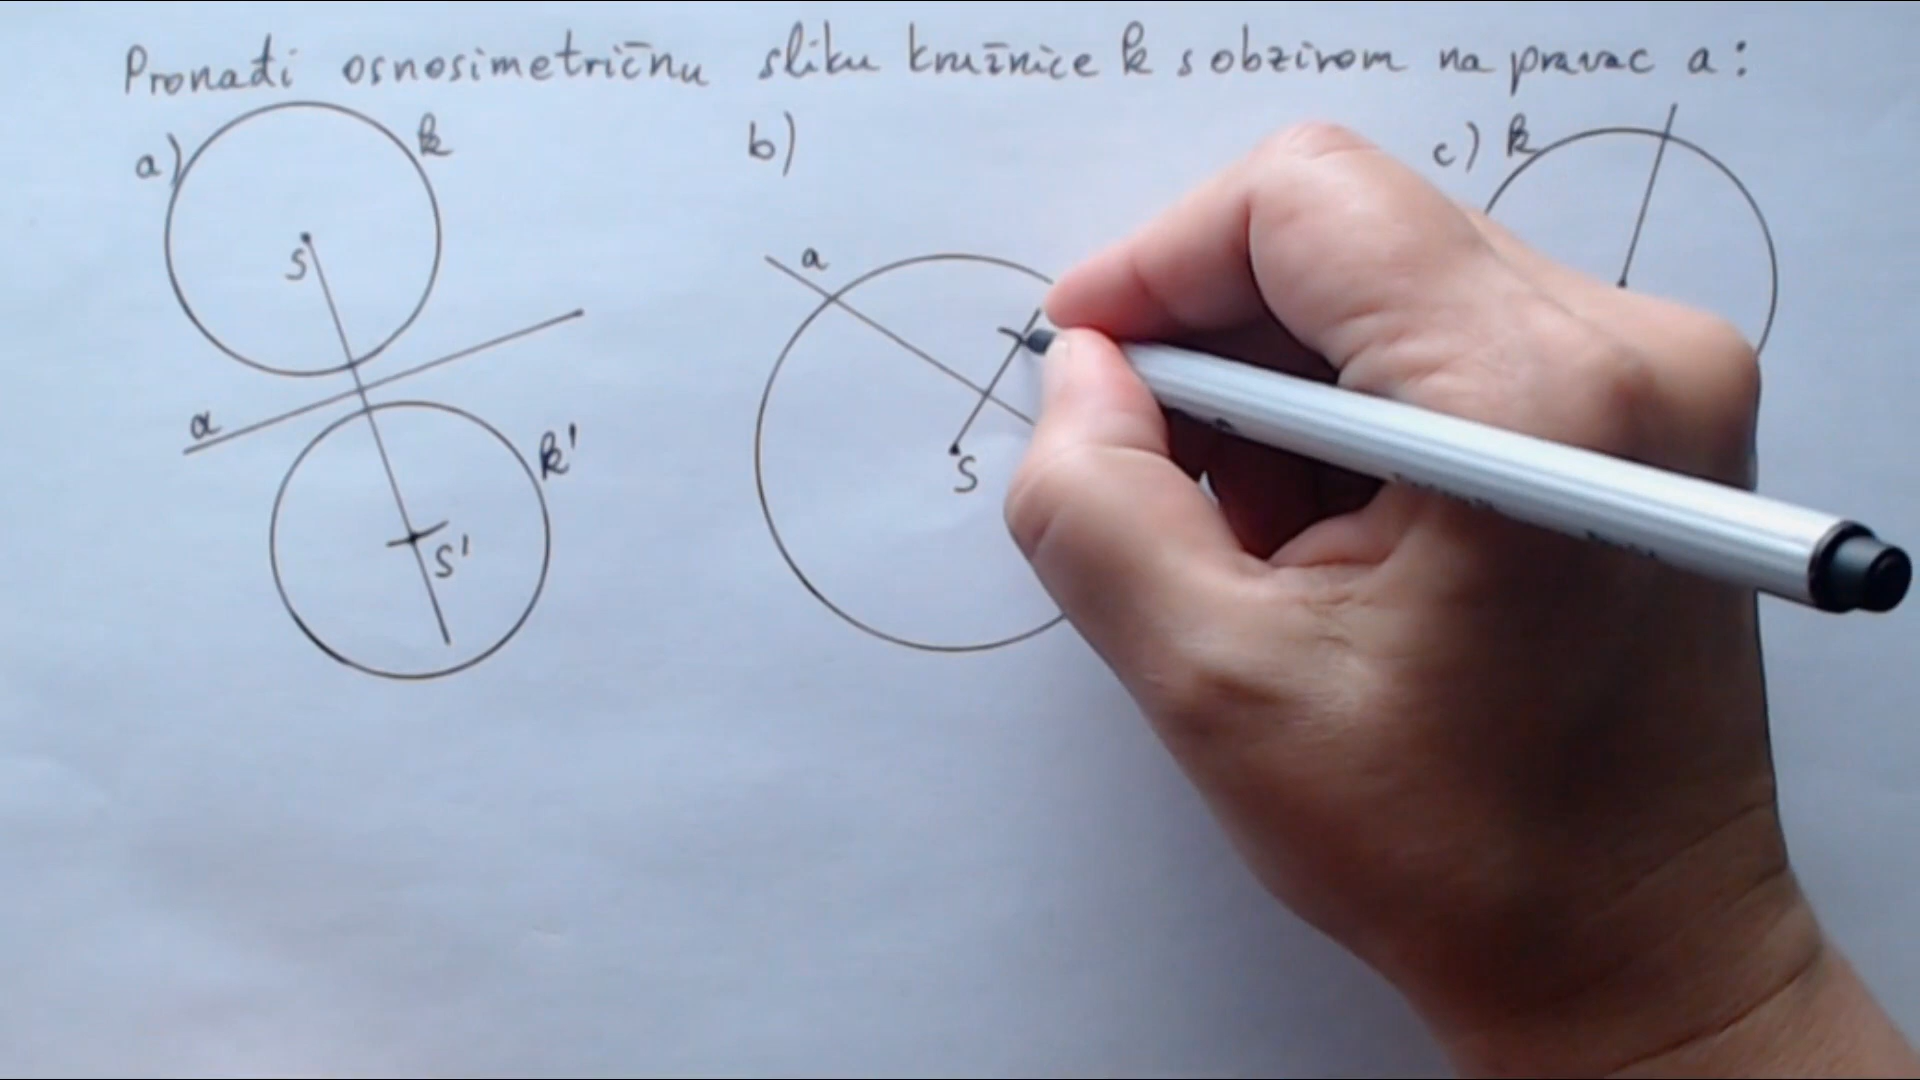 Pronađi osnosimetričnu sliku kružnice k s obzirom na pravac a:
a) k
b)
c) k
S
a
a
k'
S'
S